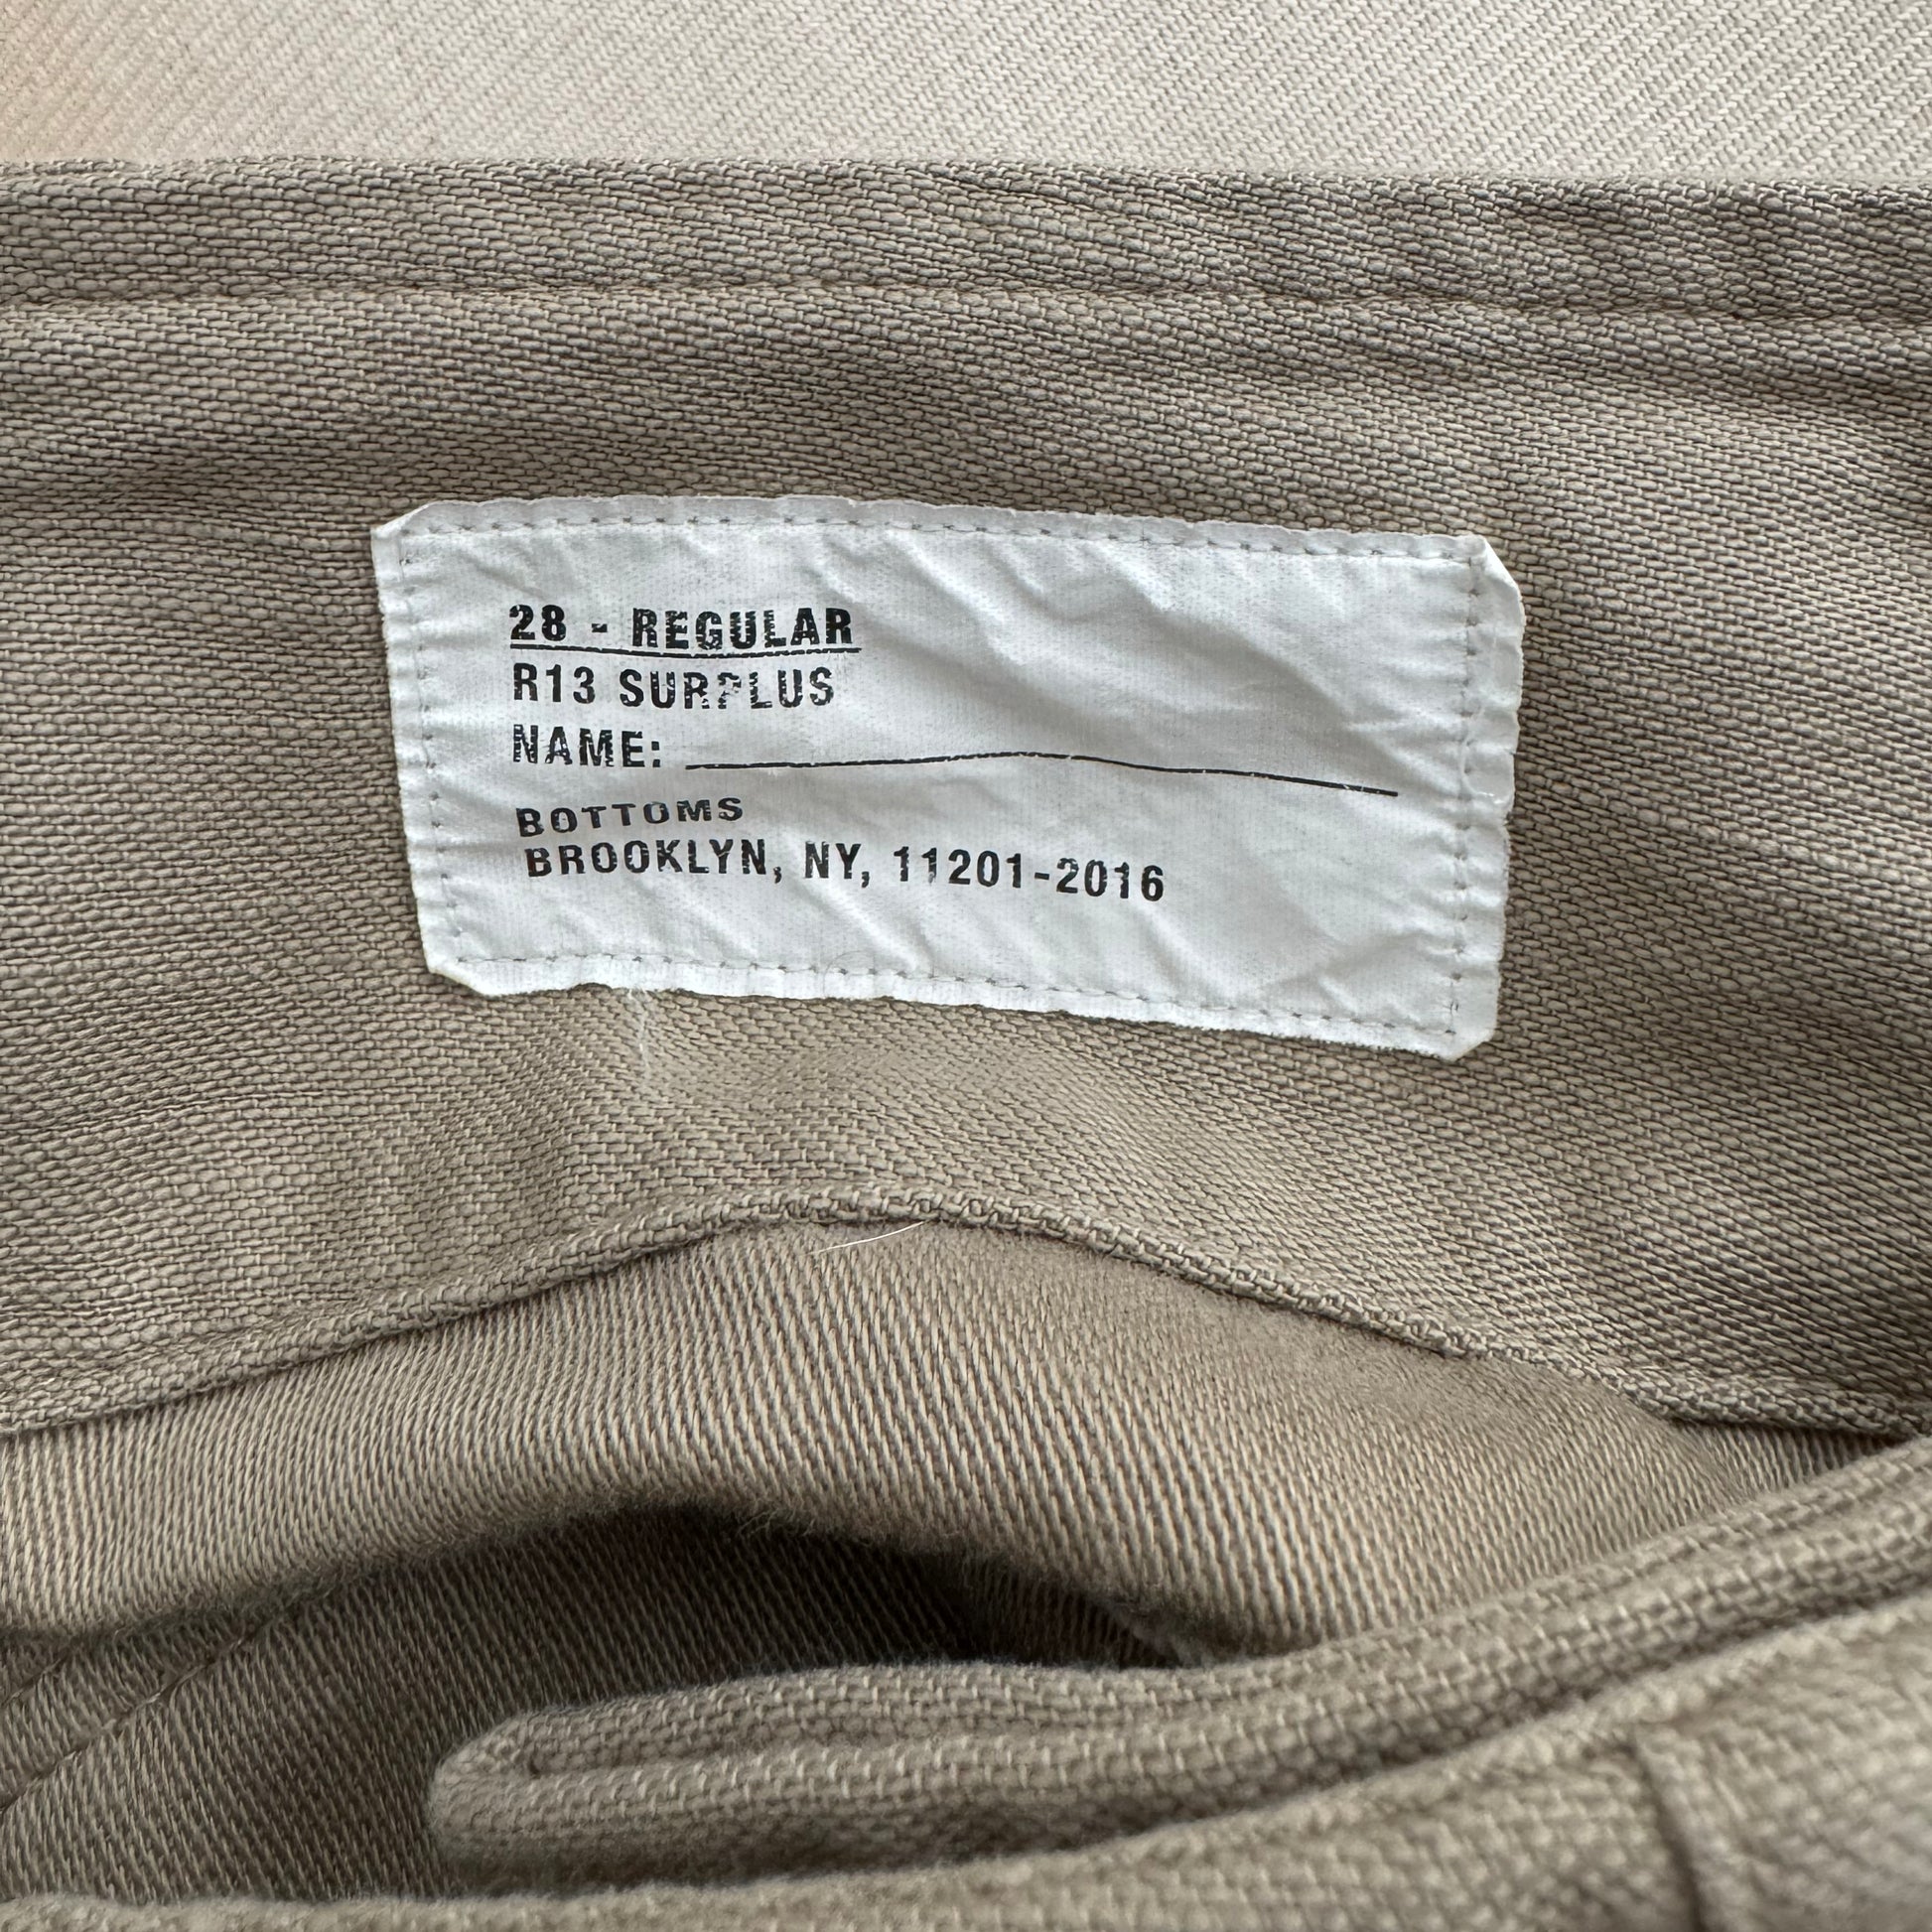 28 - REGULAR
R13 SURPLUS
NAME:
BOTTOMS
BROOKLYN, NY, 11201-2016